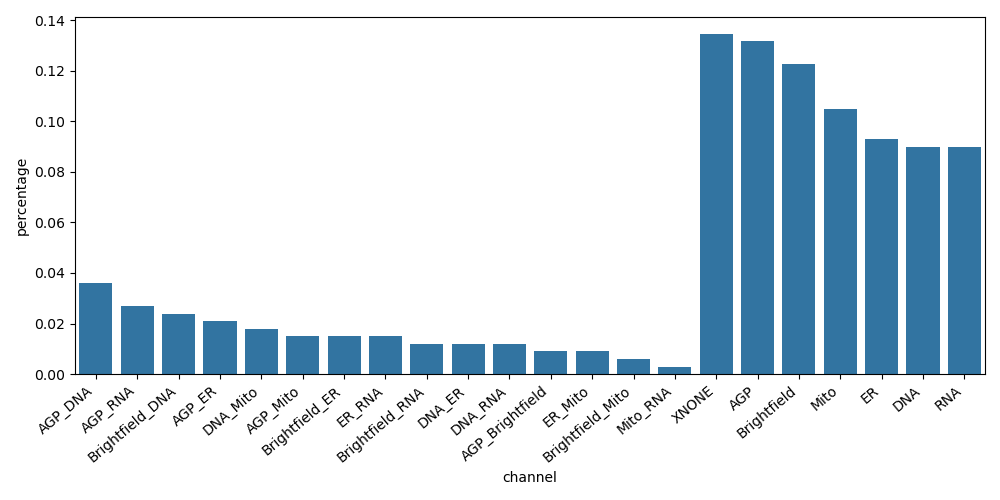 0.14
0.12
0.10
0.08
0.06
0.04
0.02
0.00
percentage
AGP_DNA
AGP_RNA
Brightfield_DNA
AGP_ER
DNA_Mito
AGP_Mito
Brightfield_ER
ER_RNA
Brightfield_RNA
DNA_ER
DNA_RNA
AGP_Brightfield
ER_Mito
Brightfield_Mito
Mito_RNA
XNONE
AGP
Brightfield
Mito
ER
DNA
RNA
channel